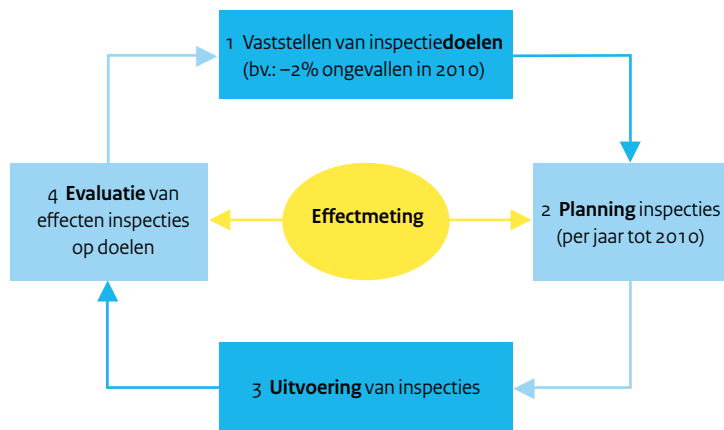 1 Vaststellen van inspectiedoelen
(bv.: –2% ongevallen in 2010)
4 Evaluatie van
effecten inspecties
op doelen
Effectmeting
2 Planning inspecties
(per jaar tot 2010)
3 Uitvoering van inspecties